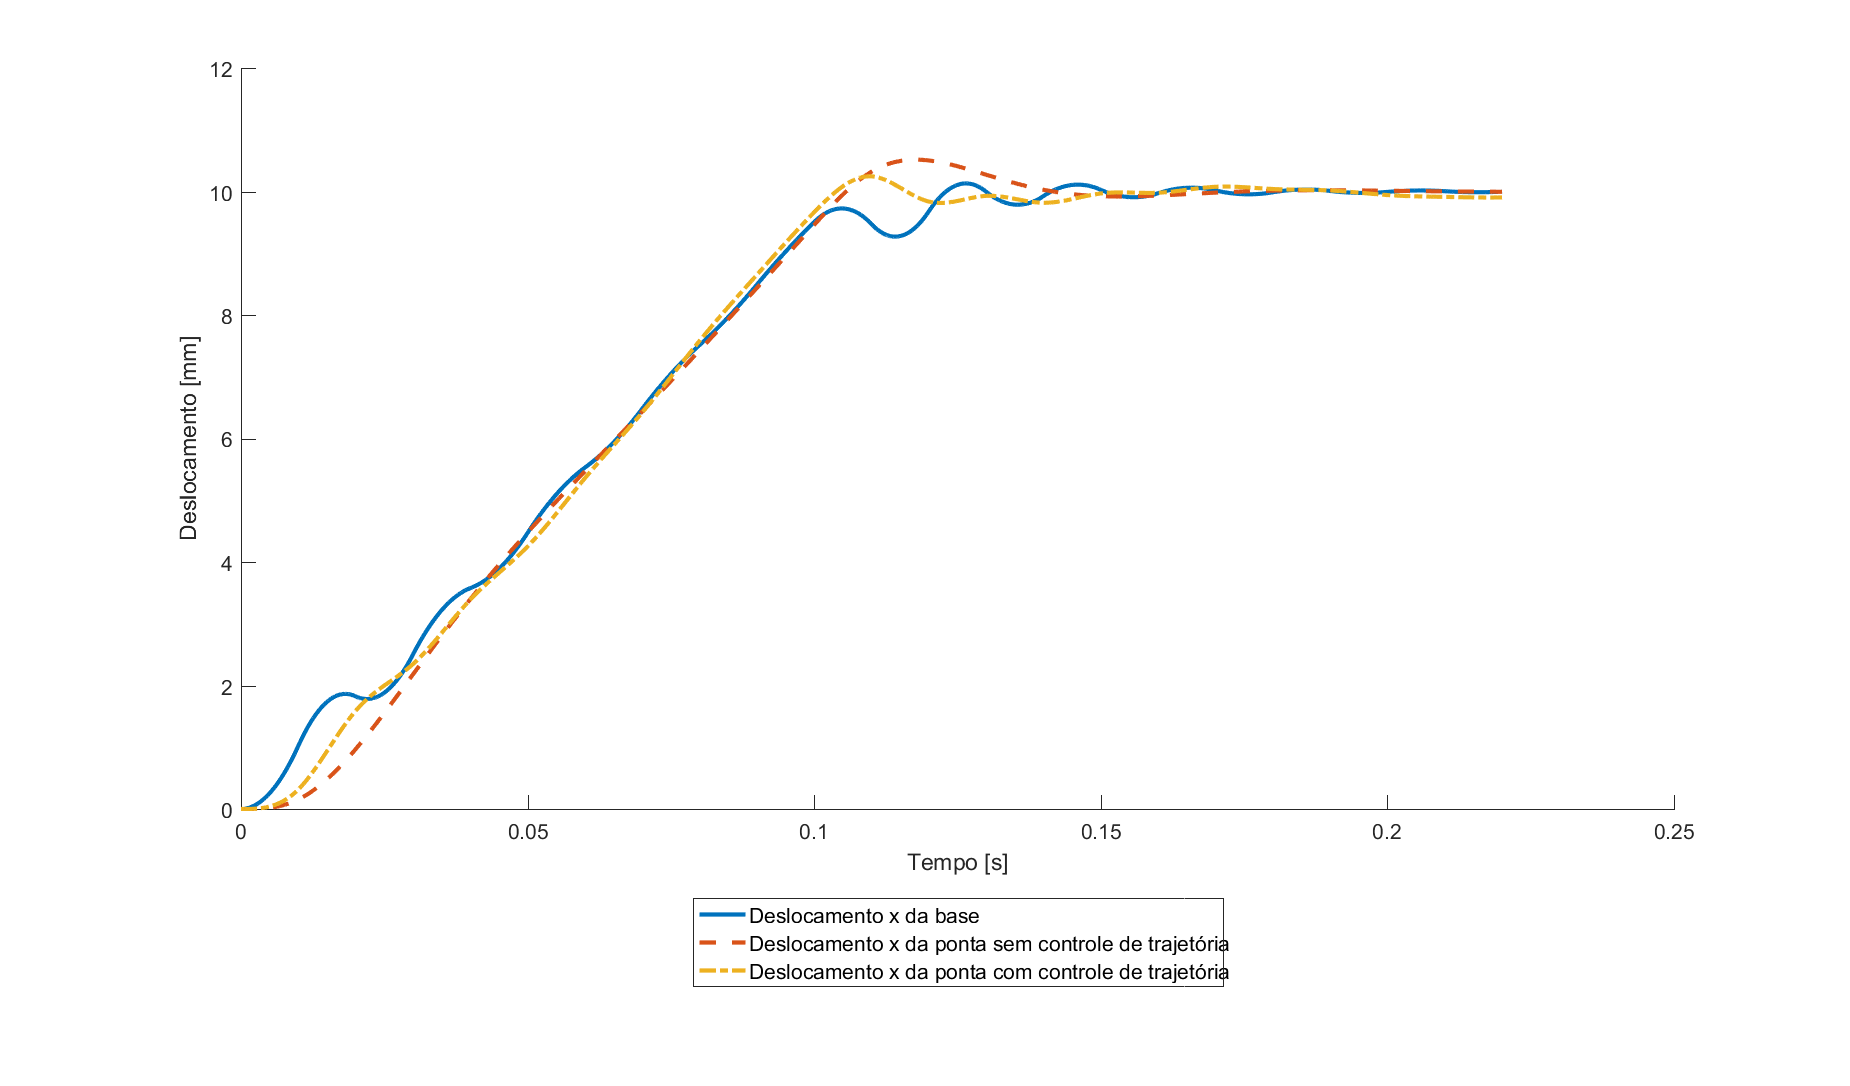 12
10
8
6
4
2
0
Deslocamento [mm]
0 0.05 0.1 0.15 0.2 0.25
Tempo [s]
Deslocamento x da base
Deslocamento x da ponta sem controle de trajetória
Deslocamento x da ponta com controle de trajetória